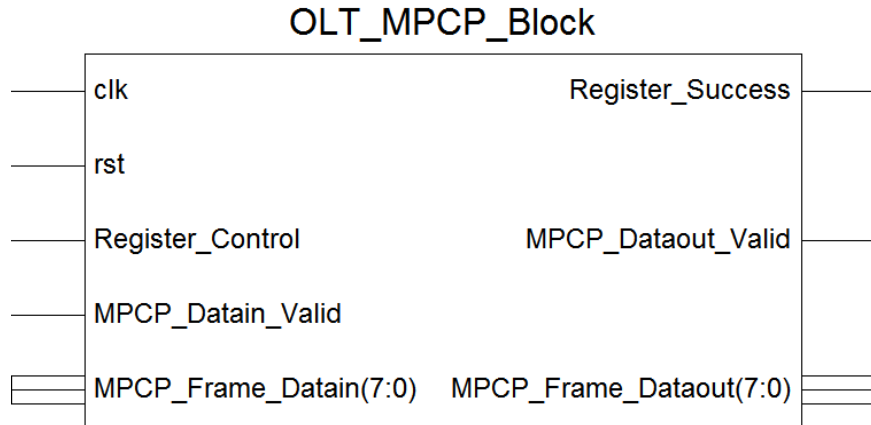 OLT_MPCP_Block
clk
Register_Success
rst
Register_Control
MPCP_Dataout_Valid
MPCP_Datain_Valid
MPCP_Frame_Datain(7:0)
MPCP_Frame_Dataout(7:0)